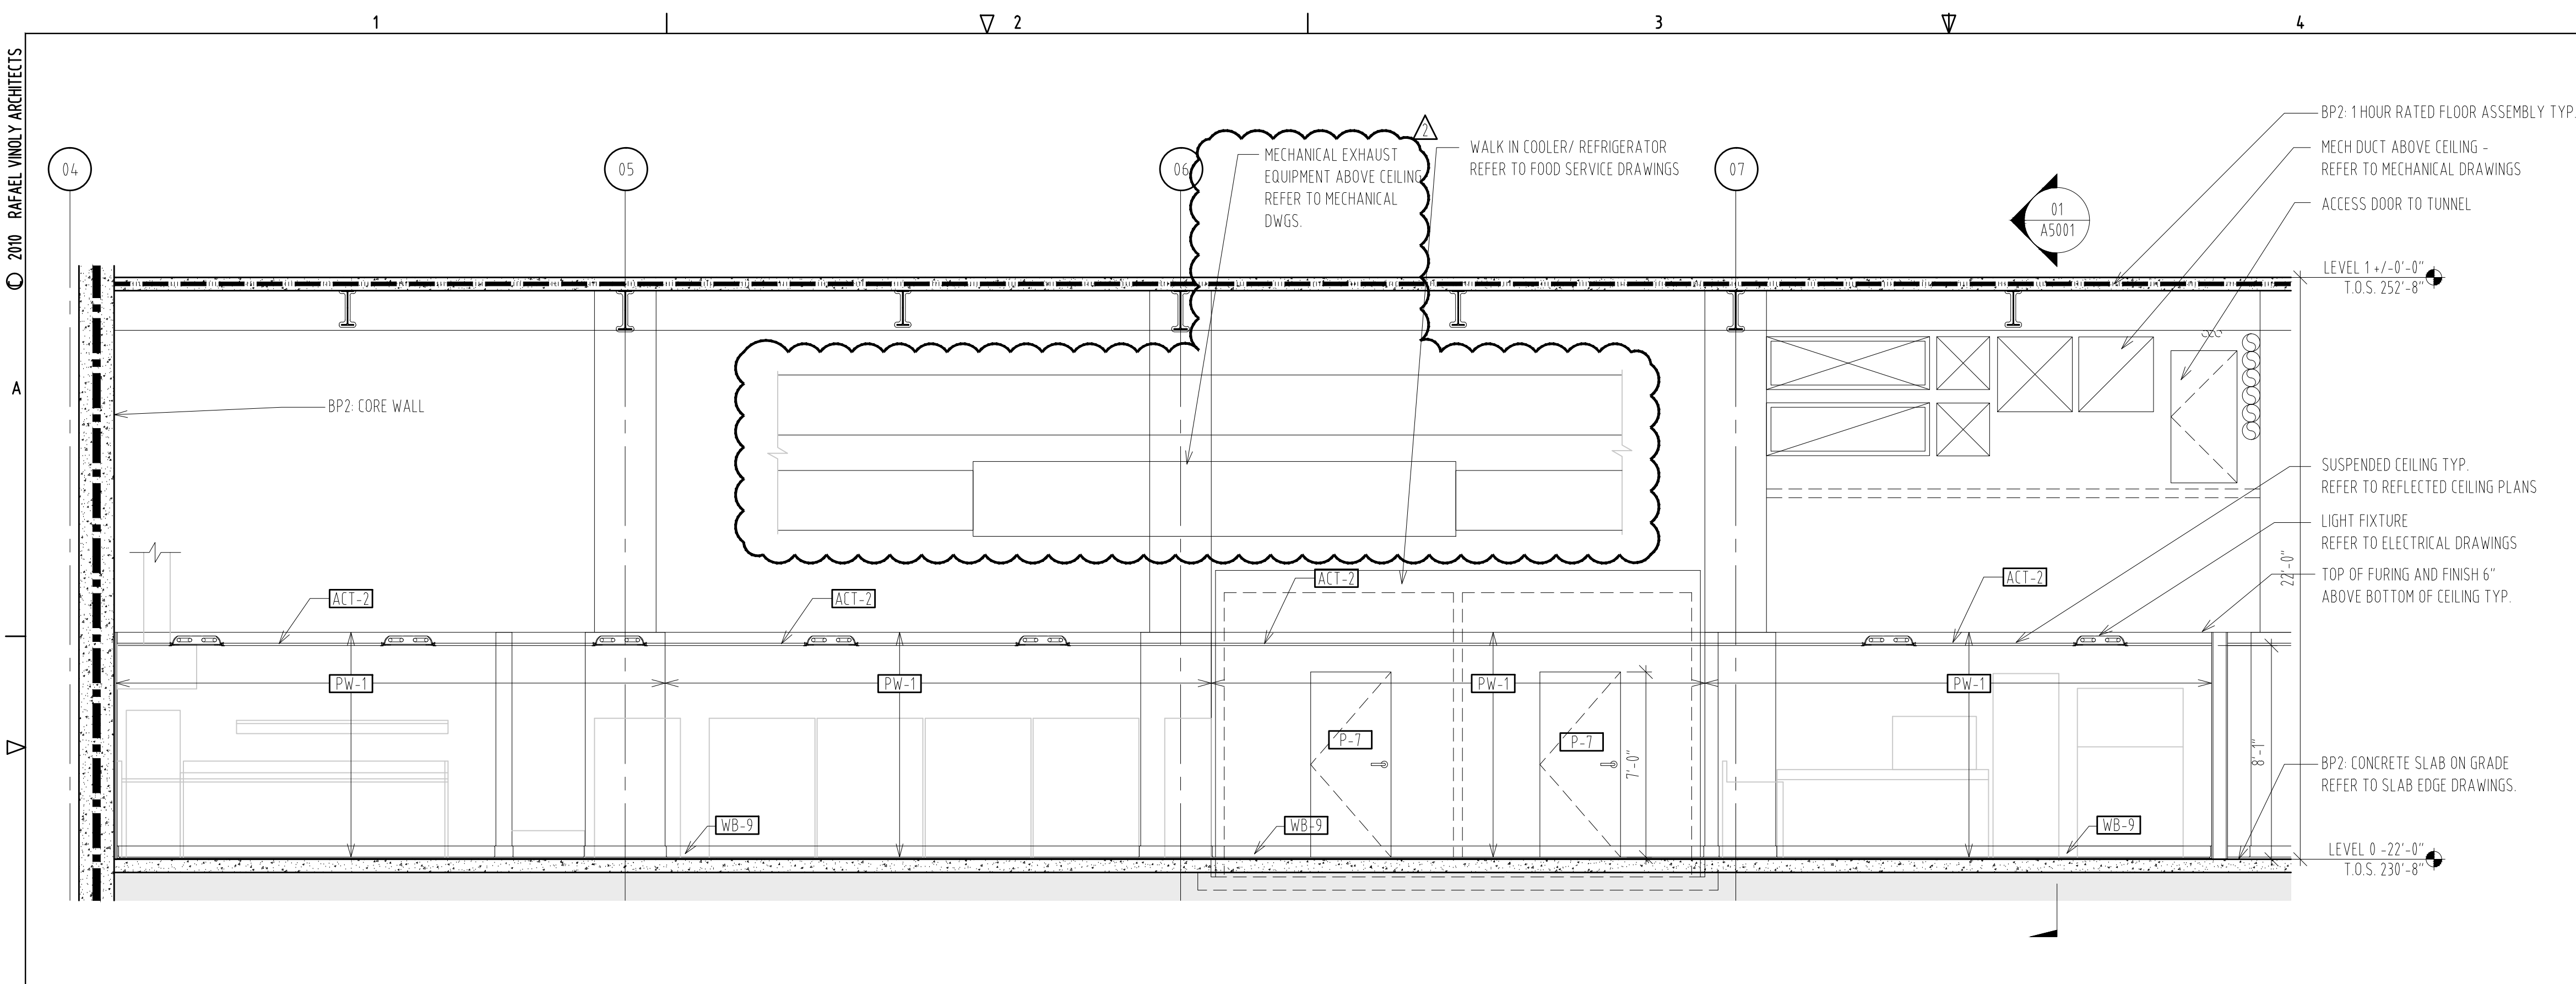 1
2
3
4
© 2010 RAFAEL VINOLY ARCHITECTS
A
04
05
06
07
2
MECHANICAL EXHAUST
EQUIPMENT ABOVE CEILING
REFER TO MECHANICAL
DWGS.
WALK IN COOLER/ REFRIGERATOR
REFER TO FOOD SERVICE DRAWINGS
01
A5001
BP2: 1 HOUR RATED FLOOR ASSEMBLY TYP.
MECH DUCT ABOVE CEILING -
REFER TO MECHANICAL DRAWINGS
ACCESS DOOR TO TUNNEL
LEVEL 1 +/-0'-0"
T.O.S. 252'-8"
BP2: CORE WALL
SUSPENDED CEILING TYP.
REFER TO REFLECTED CEILING PLANS
LIGHT FIXTURE
REFER TO ELECTRICAL DRAWINGS
22'-0"
TOP OF FURING AND FINISH 6"
ABOVE BOTTOM OF CEILING TYP.
ACT-2
ACT-2
ACT-2
ACT-2
PW-1
PW-1
PW-1
PW-1
P-7
P-7
7'-0"
8'-1"
BP2: CONCRETE SLAB ON GRADE
REFER TO SLAB EDGE DRAWINGS.
WB-9
WB-9
WB-9
LEVEL 0 -22'-0"
T.O.S. 230'-8"